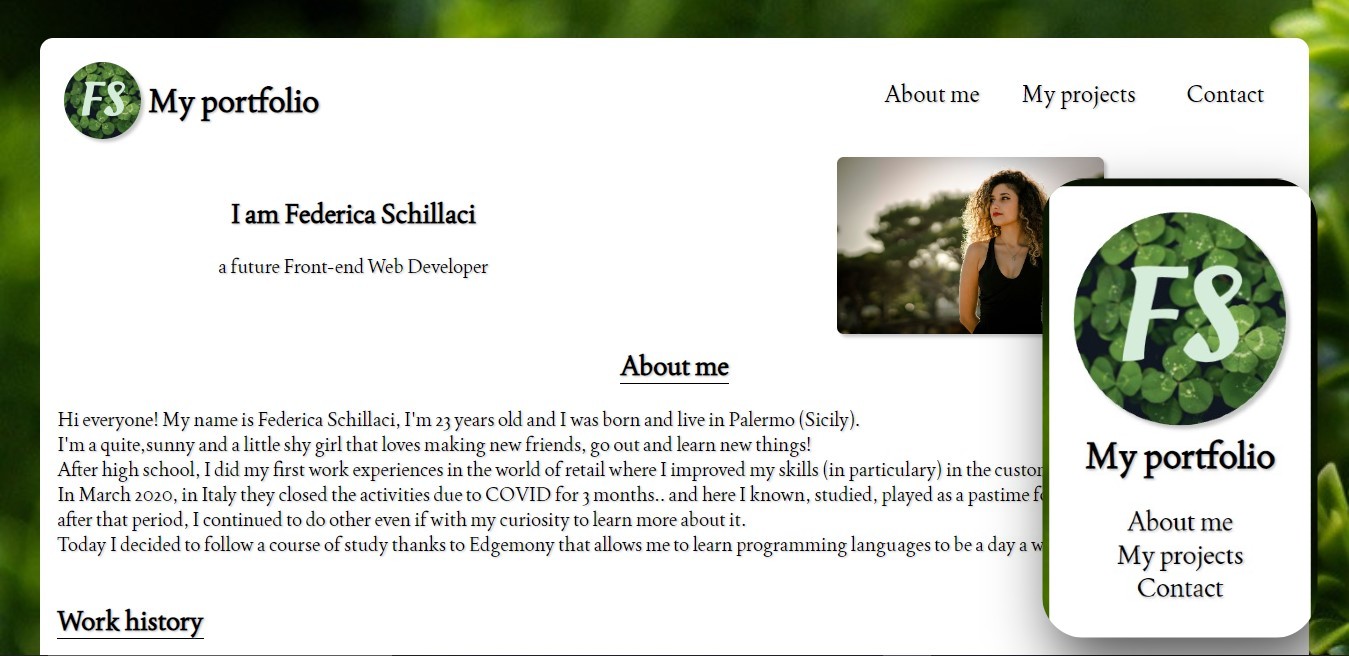 FS My portfolio
About me My projects Contact
I am Federica Schillaci
a future Front-end Web Developer
About me
Hi everyone! My name is Federica Schillaci, I'm 23 years old and I was born and live in Palermo (Sicily).
I'm a quite,sunny and a little shy girl that loves making new friends, go out and learn new things!
After high school, I did my first work experiences in the world of retail where I improved my skills (in particulary) in the
In March 2020, in Italy they closed the activities due to COVID for 3 months.. and here I known, studied, played as a pastime
after that period, I continued to do other even if with my curiosity to learn more about it.
Today I decided to follow a course of study thanks to Edgemony that allows me to learn programming languages to be a day a
Work history
FS
My portfolio
About me
My projects
Contact